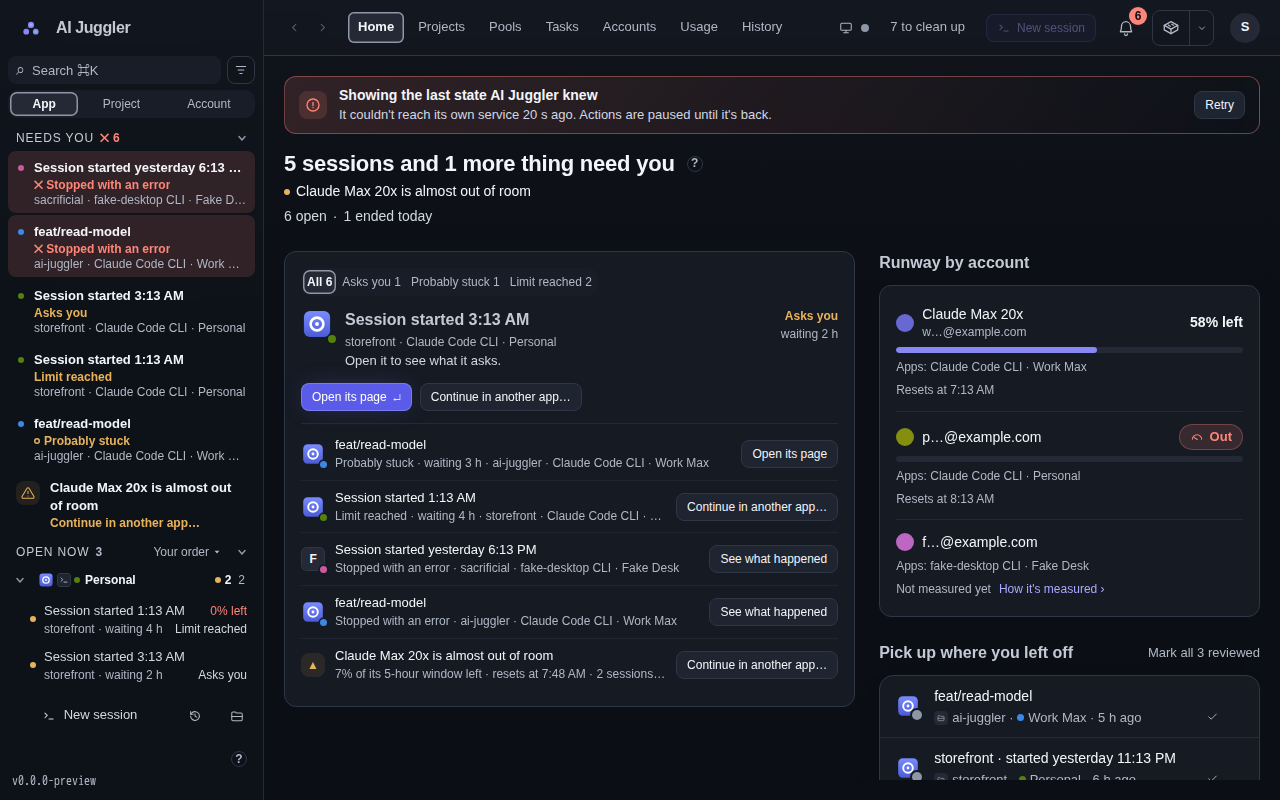 AI Juggler
Search ⌘K
App
Project
Account
NEEDS YOU 6
Session started yesterday 6:13 …
Stopped with an error
sacrificial · fake-desktop CLI · Fake D…
feat/read-model
Stopped with an error
ai-juggler · Claude Code CLI · Work …
Session started 3:13 AM
Asks you
storefront · Claude Code CLI · Personal
Session started 1:13 AM
Limit reached
storefront · Claude Code CLI · Personal
feat/read-model
Probably stuck
ai-juggler · Claude Code CLI · Work …
Claude Max 20x is almost out
of room
Continue in another app…
OPEN NOW 3
Your order
Personal
2 2
Session started 1:13 AM
0% left
storefront · waiting 4 h
Limit reached
Session started 3:13 AM
storefront · waiting 2 h
Asks you
New session
?
v0.0.0-preview
Home
Projects
Pools
Tasks
Accounts
Usage
History
7 to clean up
New session
6
S
Showing the last state AI Juggler knew
It couldn't reach its own service 20 s ago. Actions are paused until it's back.
Retry
5 sessions and 1 more thing need you
?
Claude Max 20x is almost out of room
6 open · 1 ended today
All 6
Asks you 1
Probably stuck 1
Limit reached 2
Session started 3:13 AM
Asks you
storefront · Claude Code CLI · Personal
waiting 2 h
Open it to see what it asks.
Open its page
Continue in another app…
feat/read-model
Probably stuck · waiting 3 h · ai-juggler · Claude Code CLI · Work Max
Open its page
Session started 1:13 AM
Limit reached · waiting 4 h · storefront · Claude Code CLI · …
Continue in another app…
F
Session started yesterday 6:13 PM
Stopped with an error · sacrificial · fake-desktop CLI · Fake Desk
See what happened
feat/read-model
Stopped with an error · ai-juggler · Claude Code CLI · Work Max
See what happened
Claude Max 20x is almost out of room
7% of its 5-hour window left · resets at 7:48 AM · 2 sessions…
Continue in another app…
Runway by account
Claude Max 20x
w…@example.com
58% left
Apps: Claude Code CLI · Work Max
Resets at 7:13 AM
p…@example.com
Out
Apps: Claude Code CLI · Personal
Resets at 8:13 AM
f…@example.com
Apps: fake-desktop CLI · Fake Desk
Not measured yet
How it's measured ›
Pick up where you left off
Mark all 3 reviewed
feat/read-model
ai-juggler · Work Max · 5 h ago
storefront · started yesterday 11:13 PM
storefront · Personal · 6 h ago